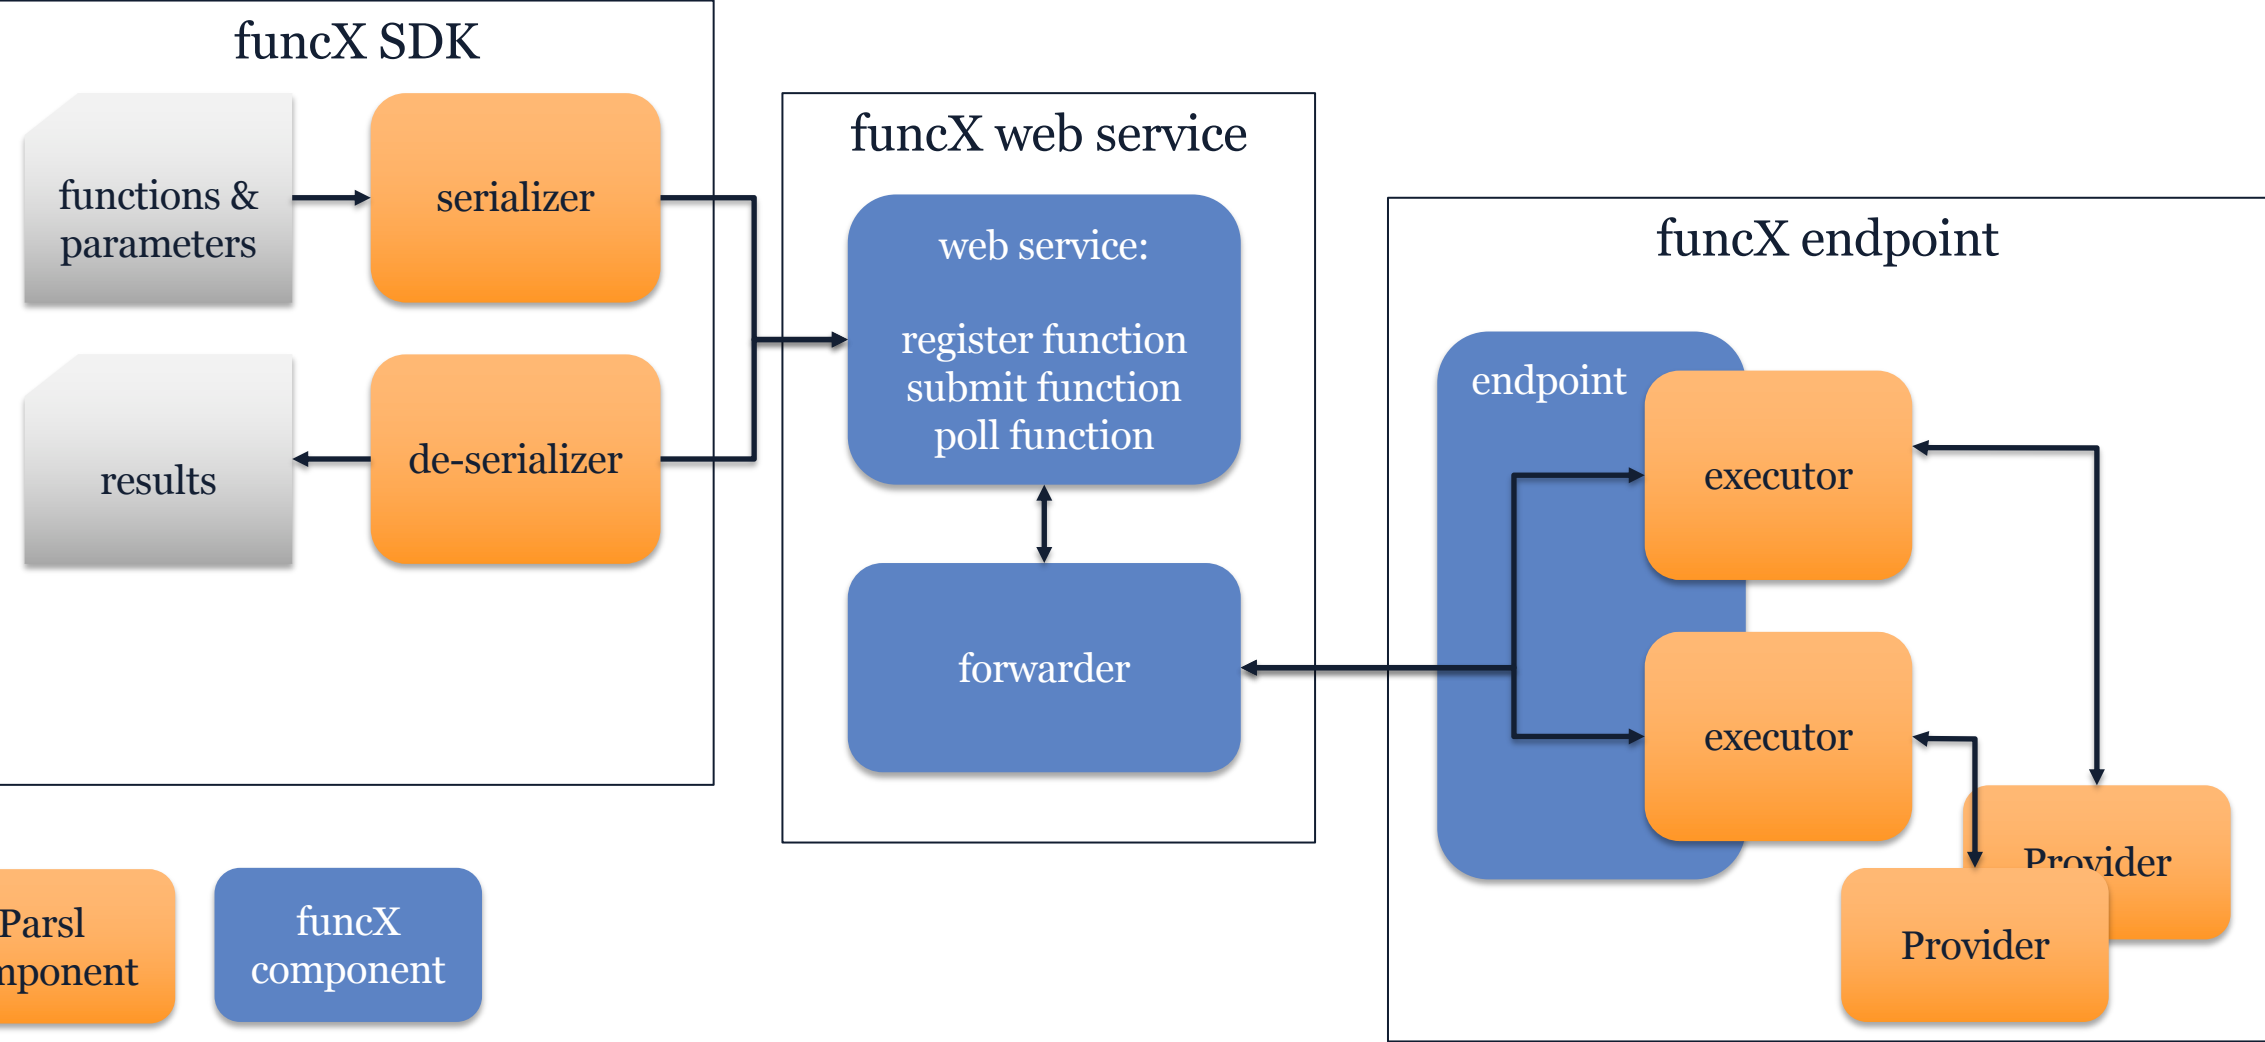 funcX SDK
functions &
parameters
serializer
results
de-serializer
funcX web service
web service:
register function
submit function
poll function
forwarder
funcX endpoint
endpoint
executor
executor
Provider
Provider
Parsl
mponent
funcX
component